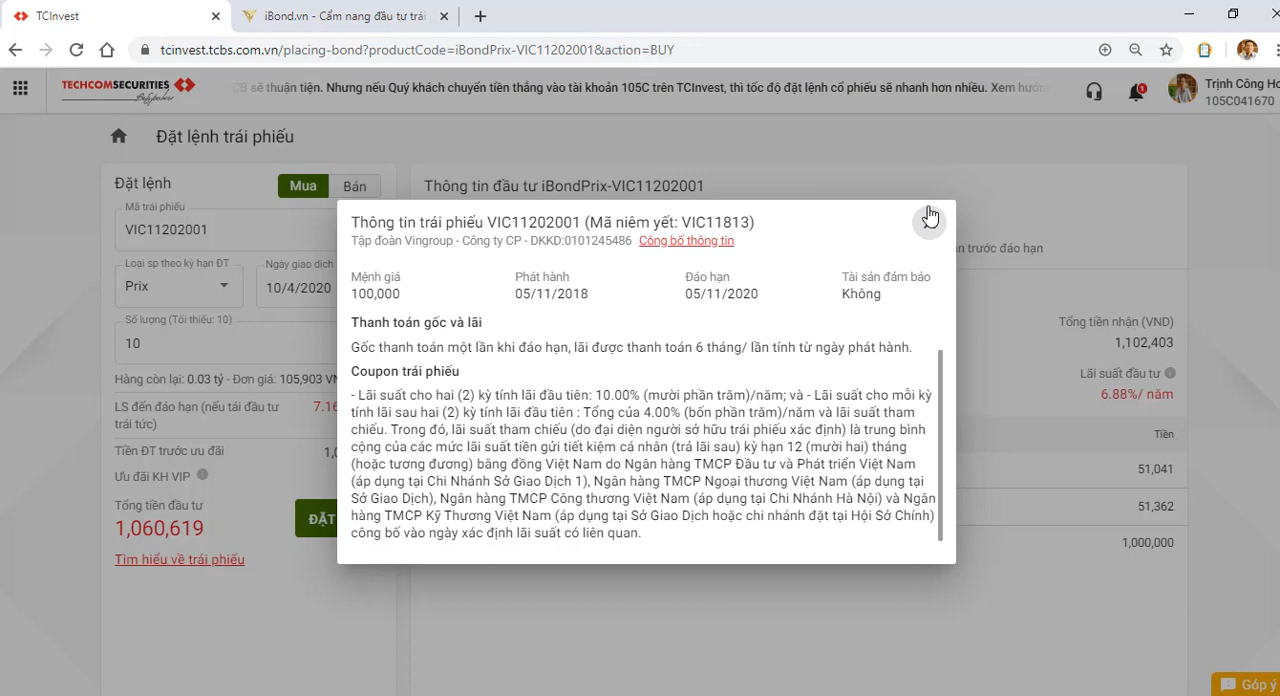 TCInvest
iBond.vn - Cẩm nang đầu tư trái
tcinvest.tcbs.com.vn/placing-bond?productCode=iBondPrix-VIC11202001&action=BUY
TECHCOMSECURITIES
CB sẽ thuận tiện. Nhưng nếu Quý khách chuyển tiền thẳng vào tài khoản 105C trên TCInvest, thì tốc độ đặt lệnh cổ phiếu sẽ nhanh hơn nhiều. Xem hướng
1
Trịnh Công Ho
105C041670
Đặt lệnh trái phiếu
Đặt lệnh
Mua
Bán
Mã trái phiếu
VIC11202001
Loại sp theo kỳ hạn ĐT
Prix
Ngày giao dịch
10/4/2020
Số lượng (Tối thiếu: 10)
10
Hàng còn lại: 0.03 tỷ - Đơn giá: 105,903 VN
LS đến đáo hạn (nếu tái đầu tư trái tức)
7.16
Tiền ĐT trước ưu đãi
1,0
Ưu đãi KH VIP
Tổng tiền đầu tư
1,060,619
ĐẶT
Tìm hiểu về trái phiếu
Thông tin đầu tư iBondPrix-VIC11202001
n trước đáo hạn
Tổng tiền nhận (VND)
1,102,403
Lãi suất đầu tư
6.88%/ năm
Tiền
51,041
51,362
1,000,000
Thông tin trái phiếu VIC11202001 (Mã niêm yết: VIC11813)
Tập đoàn Vingroup - Công ty CP - DKKD:0101245486 Công bố thông tin
Mệnh giá
100,000
Phát hành
05/11/2018
Đáo hạn
05/11/2020
Tài sản đảm bảo
Không
Thanh toán gốc và lãi
Gốc thanh toán một lần khi đáo hạn, lãi được thanh toán 6 tháng/ lần tính từ ngày phát hành.
Coupon trái phiếu
- Lãi suất cho hai (2) kỳ tính lãi đầu tiên: 10.00% (mười phần trăm)/năm; và - Lãi suất cho mỗi kỳ
tính lãi sau hai (2) kỳ tính lãi đầu tiên : Tổng của 4.00% (bốn phần trăm)/năm và lãi suất tham
chiếu. Trong đó, lãi suất tham chiếu (do đại diện người sở hữu trái phiếu xác định) là trung bình
cộng của các mức lãi suất tiền gửi tiết kiệm cá nhân (trả lãi sau) kỳ hạn 12 (mười hai) tháng
(hoặc tương đương) bằng đồng Việt Nam do Ngân hàng TMCP Đầu tư và Phát triển Việt Nam
(áp dụng tại Chi Nhánh Sở Giao Dịch 1), Ngân hàng TMCP Ngoại thương Việt Nam (áp dụng tại
Sở Giao Dịch), Ngân hàng TMCP Công thương Việt Nam (áp dụng tại Chi Nhánh Hà Nội) và Ngân
hàng TMCP Kỹ Thương Việt Nam (áp dụng tại Sở Giao Dịch hoặc chi nhánh đặt tại Hội Sở Chính)
công bố vào ngày xác định lãi suất có liên quan.
Góp ý